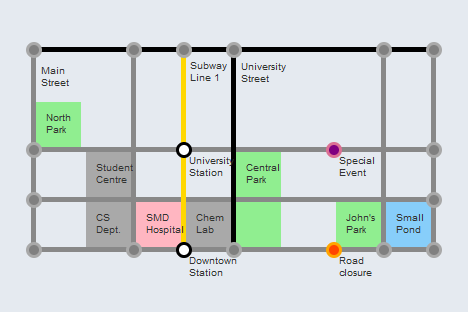 Main
Street
Subway
Line 1
University
Street
North
Park
Student
Centre
University
Station
Central
Park
Special
Event
CS
Dept.
SMD
Hospital
Chem
Lab
John's
Park
Small
Pond
Downtown
Station
Road
closure